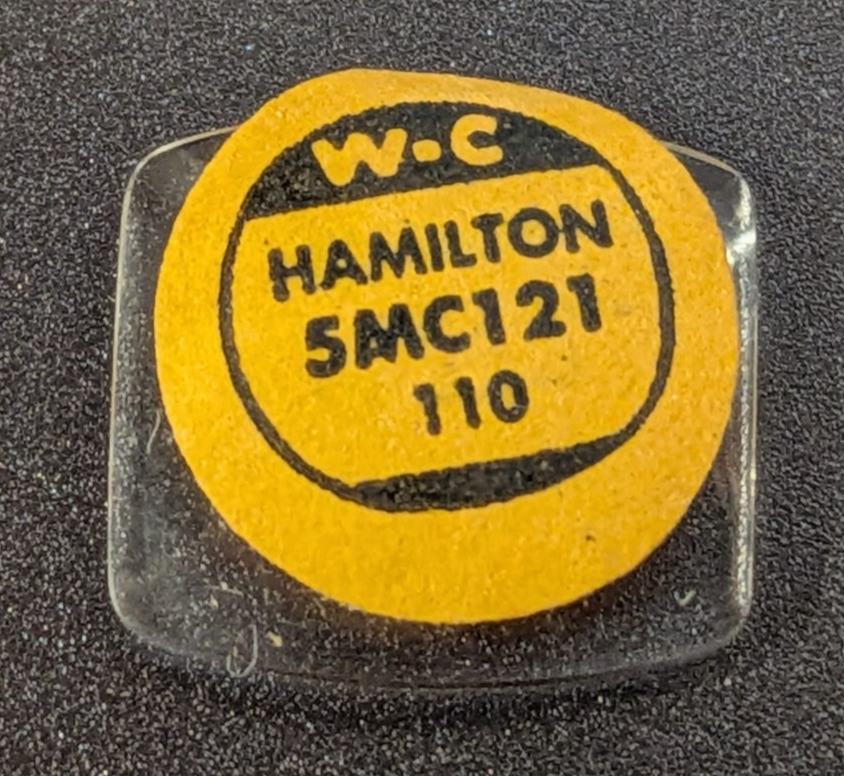 W-C
HAMILTON
5MC121
110